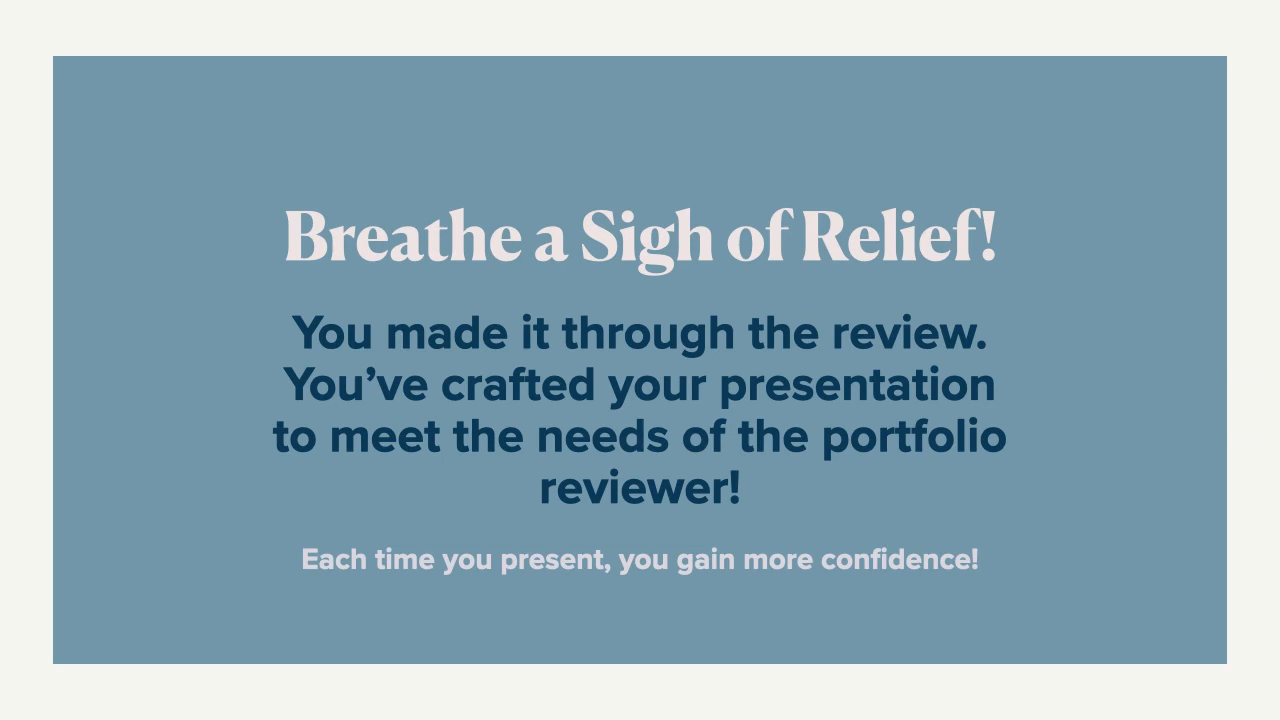 Breathe a Sigh of Relief!
You made it through the review.
You’ve crafted your presentation
to meet the needs of the portfolio
reviewer!
Each time you present, you gain more confidence!